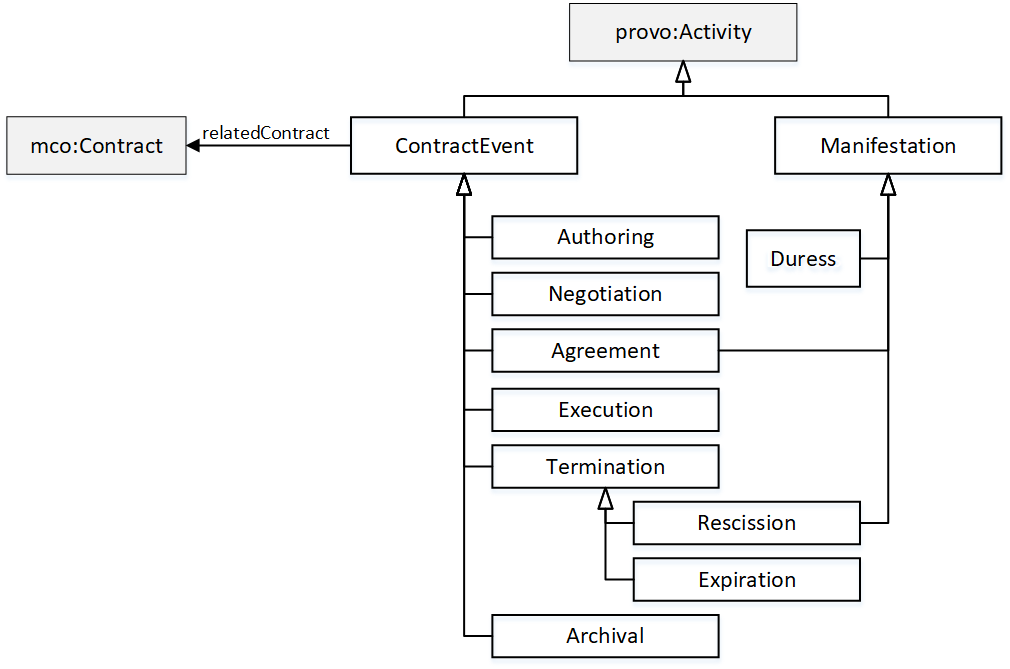 provo:Activity
mco:Contract
relatedContract
ContractEvent
Manifestation
Authoring
Duress
Negotiation
Agreement
Execution
Termination
Rescission
Expiration
Archival